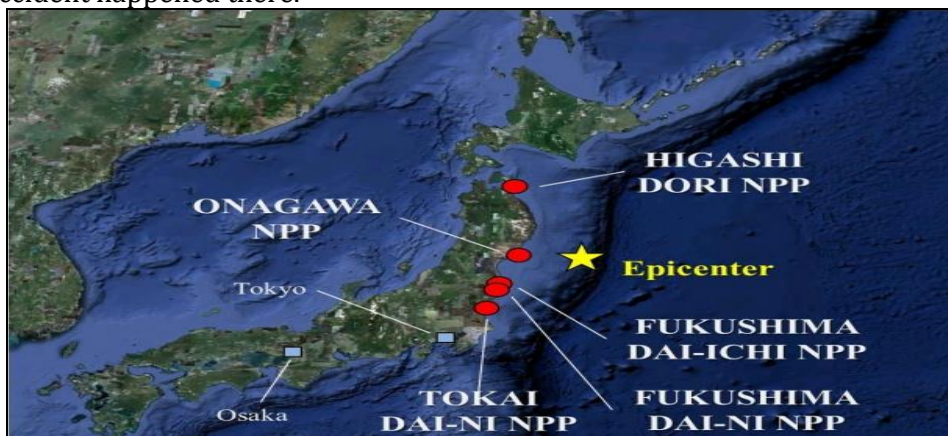 ccident happened there.
HIGASHI
DORI NPP
ONAGAWA
NPP
Epicenter
Tokyo
FUKUSHIMA
DAI-ICHI NPP
Osaka
TOKAI
DAI-NI NPP
FUKUSHIMA
DAI-NI NPP